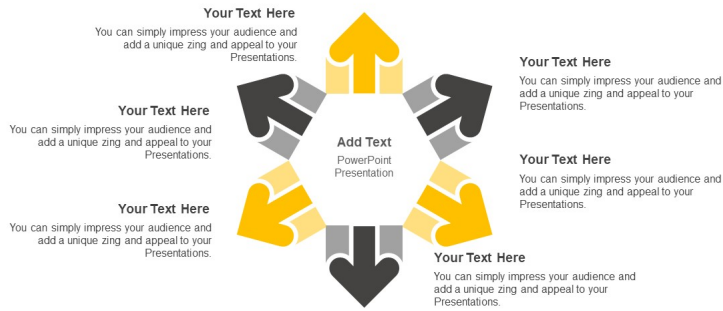 Your Text Here
You can simply impress your audience and
add a unique zing and appeal to your
Presentations.
Your Text Here
You can simply impress your audience and
add a unique zing and appeal to your
Presentations.
Your Text Here
You can simply impress your audience and
add a unique zing and appeal to your
Presentations.
Add Text
PowerPoint
Presentation
Your Text Here
You can simply impress your audience and
add a unique zing and appeal to your
Presentations.
Your Text Here
You can simply impress your audience and
add a unique zing and appeal to your
Presentations.
Your Text Here
You can simply impress your audience and
add a unique zing and appeal to your
Presentations.